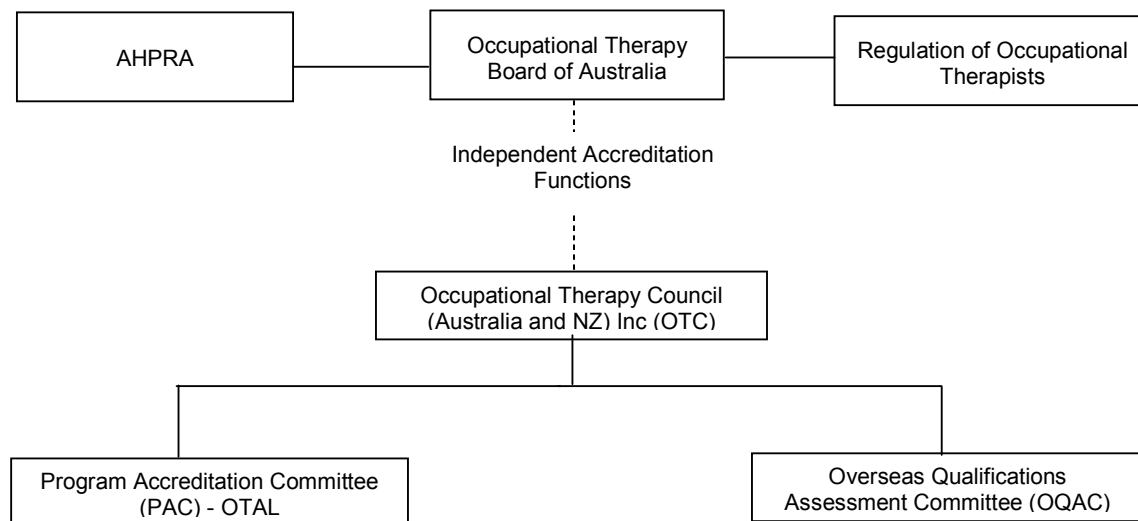 AHPRA
Occupational Therapy
Board of Australia
Regulation of Occupational
Therapists
Independent Accreditation
Functions
Occupational Therapy Council
(Australia and NZ) Inc (OTC)
Program Accreditation Committee
(PAC) - OTAL
Overseas Qualifications
Assessment Committee (OQAC)